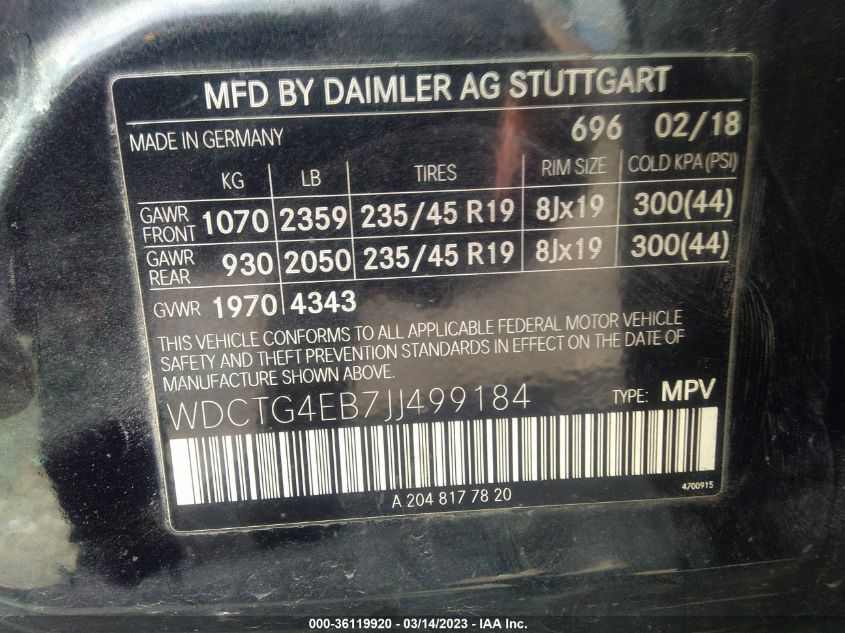 MFD BY DAIMLER AG STUTTGART
MADE IN GERMANY 696 02/18
KG LB TIRES RIM SIZE COLD KPA (PSI)
GAWR FRONT 1070 2359 235/45 R19 8Jx19 300(44)
GAWR REAR 930 2050 235/45 R19 8Jx19 300(44)
GVWR 1970 4343
THIS VEHICLE CONFORMS TO ALL APPLICABLE FEDERAL MOTOR VEHICLE
SAFETY AND THEFT PREVENTION STANDARDS IN EFFECT ON THE DATE OF
MANUFACTURE SHOWN ABOVE.
WDCTG4EB7JJ499184 TYPE: MPV
A 204 817 78 20 4700915
000-36119920 - 03/14/2023 - IAA Inc.